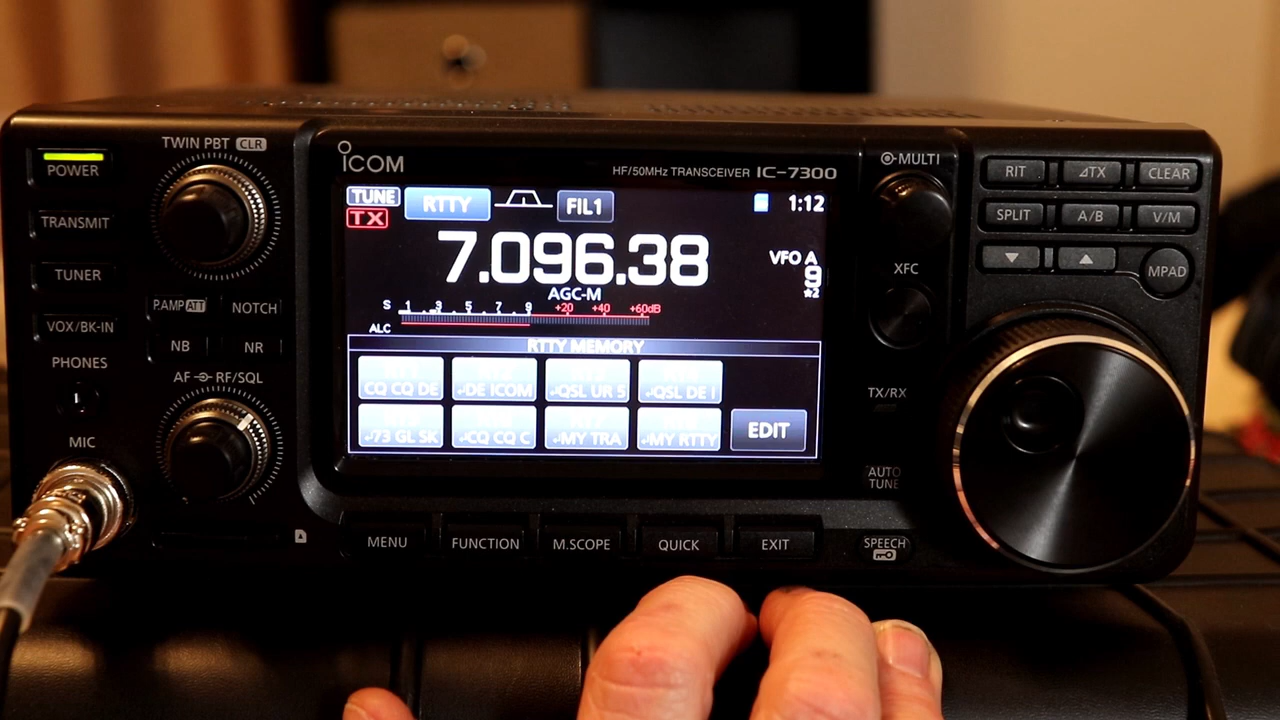 TWIN PBT CLR
POWER
TRANSMIT
TUNER
VOX/BK-IN
P.AMP ATT
NOTCH
NB
NR
PHONES
AF RF/SQL
MIC
ICOM
HF/50MHz TRANSCEIVER IC-7300
TUNE
TX
RTTY
FIL1
1:12
7.096.38
VFO A
9
2
AGC-M
S 1 3 5 7 9 +20 +40 +60dB
ALC
RTTY MEMORY
CQ CQ DE
DE ICOM
QSL UR 5
QSL DE I
73 GL SK
CQ CQ C
MY TRA
MY RTTY
EDIT
MENU
FUNCTION
M.SCOPE
QUICK
EXIT
MULTI
XFC
TX/RX
AUTO
TUNE
SPEECH
RIT
⊿TX
CLEAR
SPLIT
A/B
V/M
▼
▲
MPAD